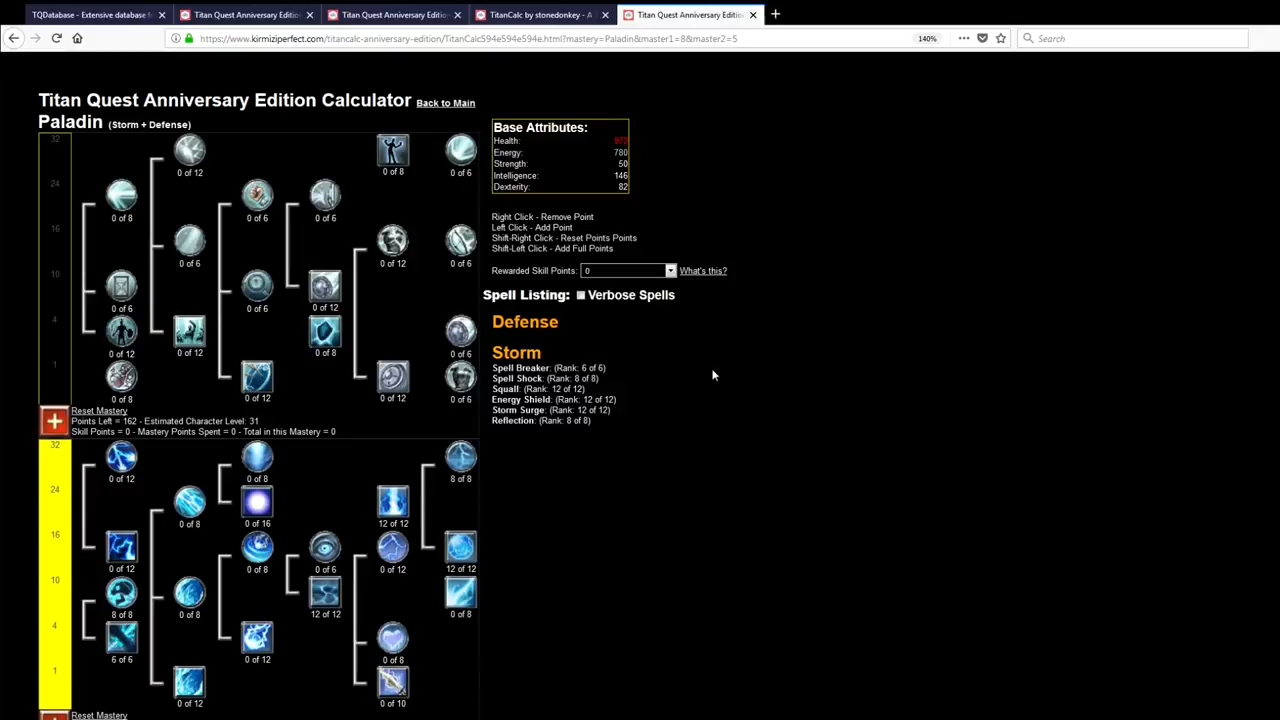 TQDatabase - Extensive database f
Titan Quest Anniversary Edition
Titan Quest Anniversary Edition
TitanCalc by stonedonkey - A
Titan Quest Anniversary Edition
https://www.kirmiziperfect.com/titancalc-anniversary-edition/TitanCalc594e594e594e.html?mastery=Paladin&master1=8&master2=5
140%
Search
Titan Quest Anniversary Edition Calculator Back to Main
Paladin (Storm + Defense)
32
0 of 12
0 of 8
0 of 6
24
0 of 8
0 of 6
0 of 6
16
0 of 6
0 of 12
0 of 6
10
0 of 6
0 of 6
0 of 12
4
0 of 12
0 of 12
0 of 8
0 of 6
1
0 of 8
0 of 12
0 of 12
0 of 6
Reset Mastery
Points Left = 162 - Estimated Character Level: 31
Skill Points = 0 - Mastery Points Spent = 0 - Total in this Mastery = 0
32
0 of 12
0 of 8
8 of 8
24
0 of 8
0 of 16
12 of 12
16
0 of 12
0 of 8
0 of 6
0 of 12
12 of 12
10
8 of 8
0 of 8
12 of 12
0 of 8
4
6 of 6
0 of 12
0 of 8
1
0 of 12
0 of 10
Reset Mastery
Base Attributes:
Health: 972
Energy: 780
Strength: 50
Intelligence: 146
Dexterity: 82
Right Click - Remove Point
Left Click - Add Point
Shift-Right Click - Reset Points Points
Shift-Left Click - Add Full Points
Rewarded Skill Points: 0 What's this?
Spell Listing: Verbose Spells
Defense
Storm
Spell Breaker: (Rank: 6 of 6)
Spell Shock: (Rank: 8 of 8)
Squall: (Rank: 12 of 12)
Energy Shield: (Rank: 12 of 12)
Storm Surge: (Rank: 12 of 12)
Reflection: (Rank: 8 of 8)